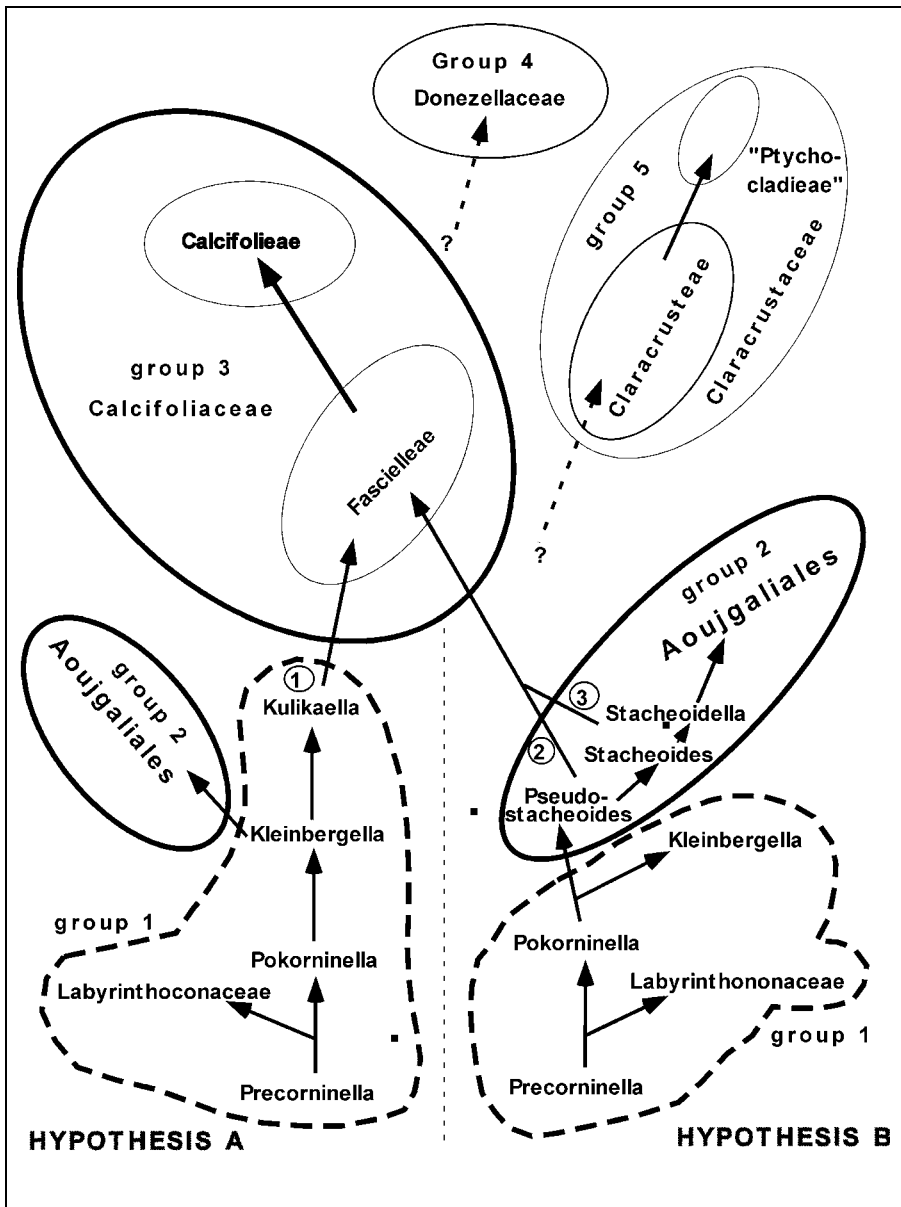 Group 4
Donezellaceae
"Ptycho-
cladieae"
group 5
Claracrusteae
Claracrustaceae
?
Calcifolieae
group 3
Calcifoliaceae
Fascielleae
?
group 2
Aoujgaliales
group 2
Aoujgaliales
1
Kulikaella
3
Stacheoidella
2
Stacheoides
Pseudo-
stacheoides
Kleinbergella
Kleinbergella
group 1
Pokorninella
Pokorninella
Labyrinthoconaceae
Labyrinthononaceae
group 1
Precorninella
Precorninella
HYPOTHESIS A
HYPOTHESIS B